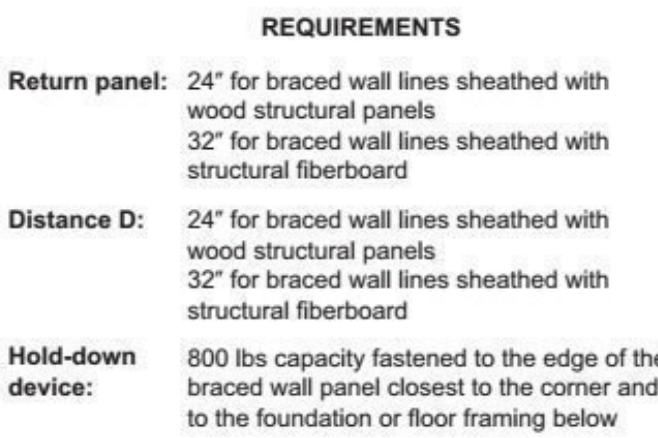 REQUIREMENTS
Return panel: 24" for braced wall lines sheathed with
wood structural panels
32" for braced wall lines sheathed with
structural fiberboard
Distance D: 24" for braced wall lines sheathed with
wood structural panels
32" for braced wall lines sheathed with
structural fiberboard
Hold-down 800 lbs capacity fastened to the edge of the
device: braced wall panel closest to the corner and
to the foundation or floor framing below